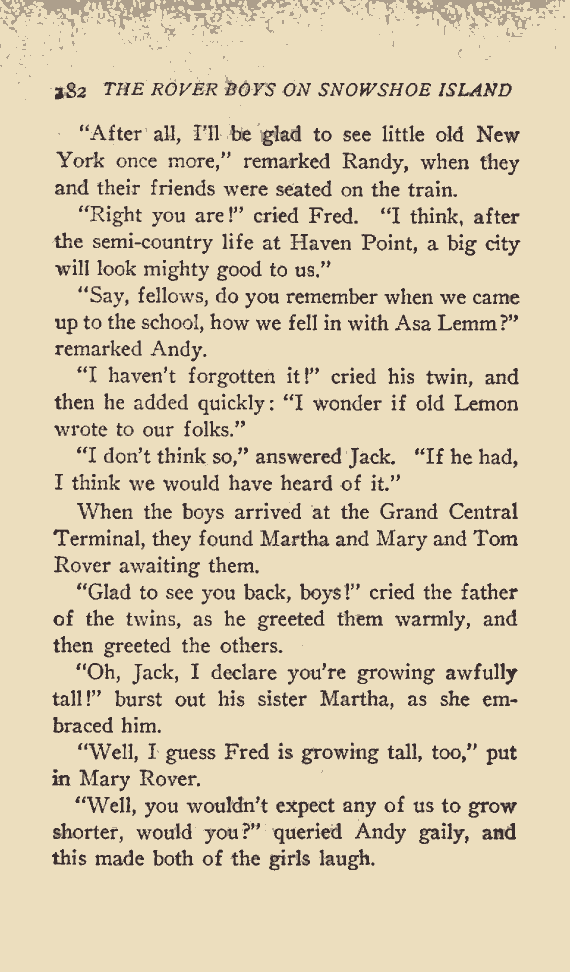 282 THE ROVER BOYS ON SNOWSHOE ISLAND
“After all, I’ll be glad to see little old New
York once more,” remarked Randy, when they
and their friends were seated on the train.
“Right you are!” cried Fred. “I think, after
the semi-country life at Haven Point, a big city
will look mighty good to us.”
“Say, fellows, do you remember when we came
up to the school, how we fell in with Asa Lemm?”
remarked Andy.
“I haven’t forgotten it!” cried his twin, and
then he added quickly: “I wonder if old Lemon
wrote to our folks.”
“I don’t think so,” answered Jack. “If he had,
I think we would have heard of it.”
When the boys arrived at the Grand Central
Terminal, they found Martha and Mary and Tom
Rover awaiting them.
“Glad to see you back, boys!” cried the father
of the twins, as he greeted them warmly, and
then greeted the others.
“Oh, Jack, I declare you’re growing awfully
tall!” burst out his sister Martha, as she em-
braced him.
“Well, I guess Fred is growing tall, too,” put
in Mary Rover.
“Well, you wouldn’t expect any of us to grow
shorter, would you?” queried Andy gaily, and
this made both of the girls laugh.